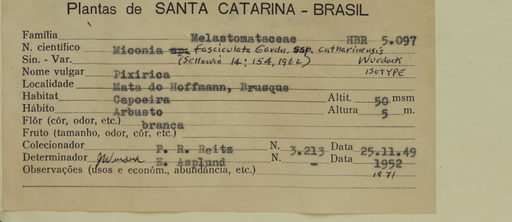 Plantas de SANTA CATARINA - BRASIL
Família Melastomataceae HBR 5.097
N. científico Miconia sp. fasciculata Gardn. ssp. catharinensis
Sin. - Var. (Sellowia 14: 154, 1962) Wurdack
Nome vulgar Pixirica ISOTYPE
Localidade Mata do Hoffmann, Brusque
Habitat Capoeira Altit. 50 msm
Hábito Arbusto Altura 5 m.
Flôr (côr, odor, etc.) branca
Fruto (tamanho, odor, côr, etc.)
Colecionador P. R. Reitz N. 3.213 Data 25.11.49
Determinador E. Asplund N. - Data 1952
Observações (usos e econôm., abundância, etc.) 1971